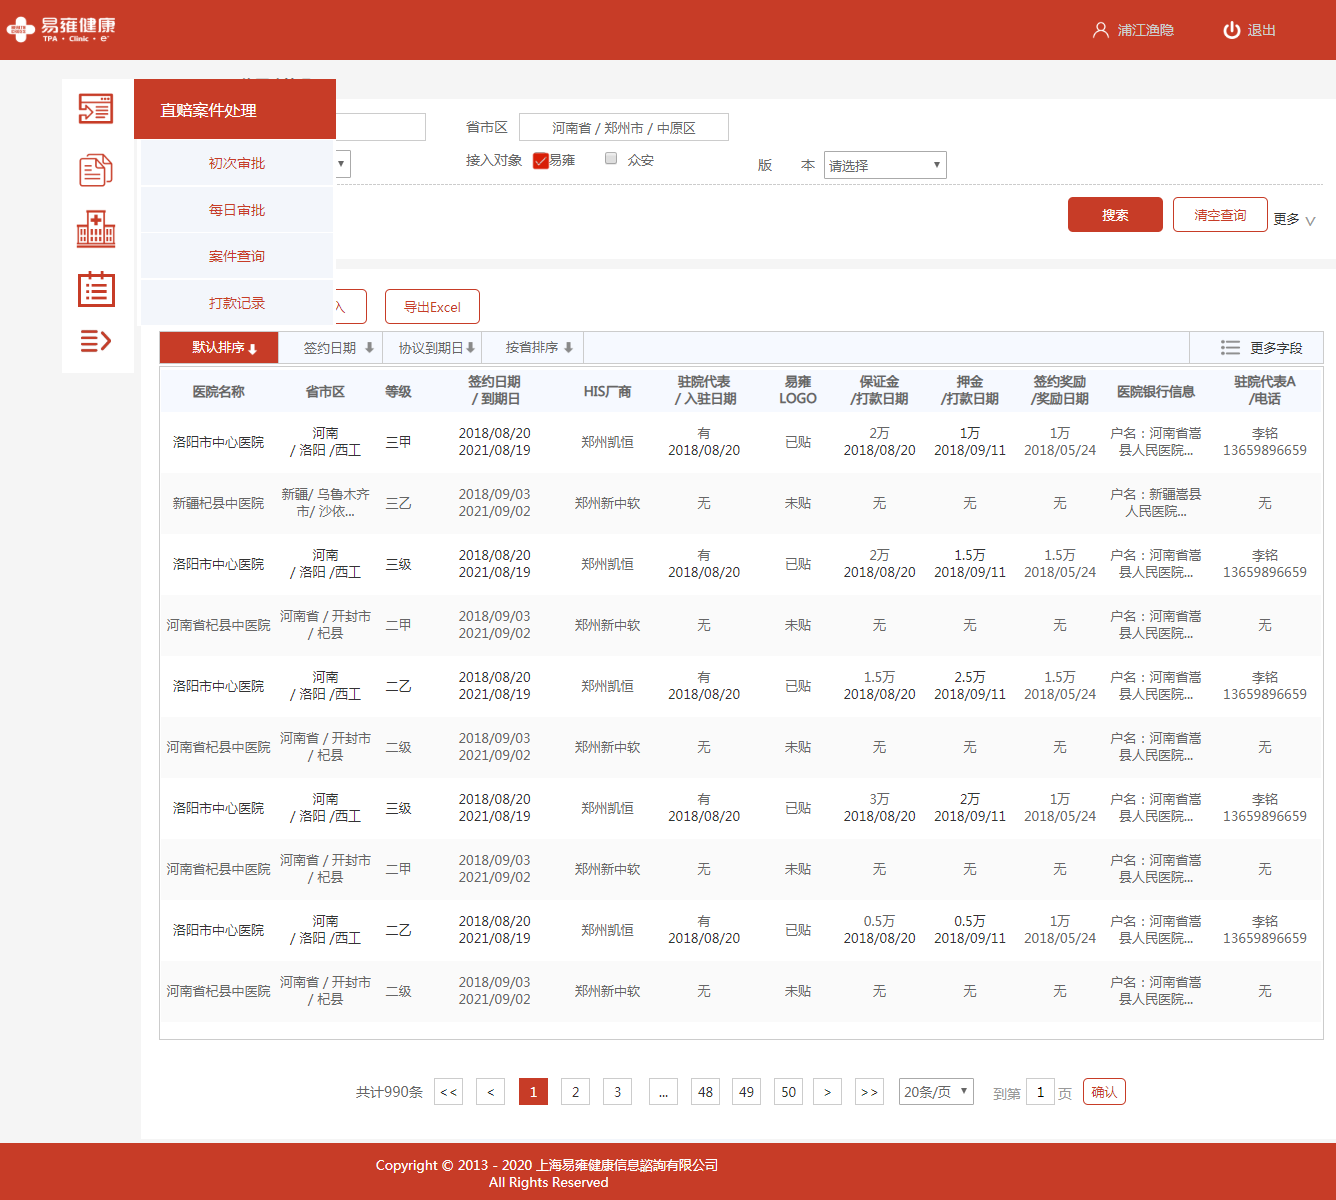 易雍健康
TPA · Clinic · e⁺
浦江渔隐
退出
直赔案件处理
初次审批
每日审批
案件查询
打款记录
省市区
河南省 / 郑州市 / 中原区
接入对象
易雍
众安
版 本
请选择
搜索
清空查询
更多
入
导出Excel
默认排序
签约日期
协议到期日
按省排序
更多字段
医院名称 省市区 等级 签约日期 / 到期日 HIS厂商 驻院代表 / 入驻日期 易雍 LOGO 保证金 /打款日期 押金 /打款日期 签约奖励 /奖励日期 医院银行信息 驻院代表A /电话
洛阳市中心医院 河南 / 洛阳 /西工 三甲 2018/08/20 2021/08/19 郑州凯恒 有 2018/08/20 已贴 2万 2018/08/20 1万 2018/09/11 1万 2018/05/24 户名：河南省嵩县人民医院... 李铭 13659896659
新疆杞县中医院 新疆/ 乌鲁木齐市/ 沙依... 三乙 2018/09/03 2021/09/02 郑州新中软 无 未贴 无 无 无 户名：新疆嵩县人民医院... 无
洛阳市中心医院 河南 / 洛阳 /西工 三级 2018/08/20 2021/08/19 郑州凯恒 有 2018/08/20 已贴 2万 2018/08/20 1.5万 2018/09/11 1.5万 2018/05/24 户名：河南省嵩县人民医院... 李铭 13659896659
河南省杞县中医院 河南省 / 开封市 / 杞县 二甲 2018/09/03 2021/09/02 郑州新中软 无 未贴 无 无 无 户名：河南省嵩县人民医院... 无
洛阳市中心医院 河南 / 洛阳 /西工 二乙 2018/08/20 2021/08/19 郑州凯恒 有 2018/08/20 已贴 1.5万 2018/08/20 2.5万 2018/09/11 1.5万 2018/05/24 户名：河南省嵩县人民医院... 李铭 13659896659
河南省杞县中医院 河南省 / 开封市 / 杞县 二级 2018/09/03 2021/09/02 郑州新中软 无 未贴 无 无 无 户名：河南省嵩县人民医院... 无
洛阳市中心医院 河南 / 洛阳 /西工 三级 2018/08/20 2021/08/19 郑州凯恒 有 2018/08/20 已贴 3万 2018/08/20 2万 2018/09/11 1万 2018/05/24 户名：河南省嵩县人民医院... 李铭 13659896659
河南省杞县中医院 河南省 / 开封市 / 杞县 二甲 2018/09/03 2021/09/02 郑州新中软 无 未贴 无 无 无 户名：河南省嵩县人民医院... 无
洛阳市中心医院 河南 / 洛阳 /西工 二乙 2018/08/20 2021/08/19 郑州凯恒 有 2018/08/20 已贴 0.5万 2018/08/20 0.5万 2018/09/11 1万 2018/05/24 户名：河南省嵩县人民医院... 李铭 13659896659
河南省杞县中医院 河南省 / 开封市 / 杞县 二级 2018/09/03 2021/09/02 郑州新中软 无 未贴 无 无 无 户名：河南省嵩县人民医院... 无
共计990条 << < 1 2 3 ... 48 49 50 > >> 20条/页 到第 1 页 确认
Copyright © 2013 - 2020 上海易雍健康信息諮詢有限公司
All Rights Reserved